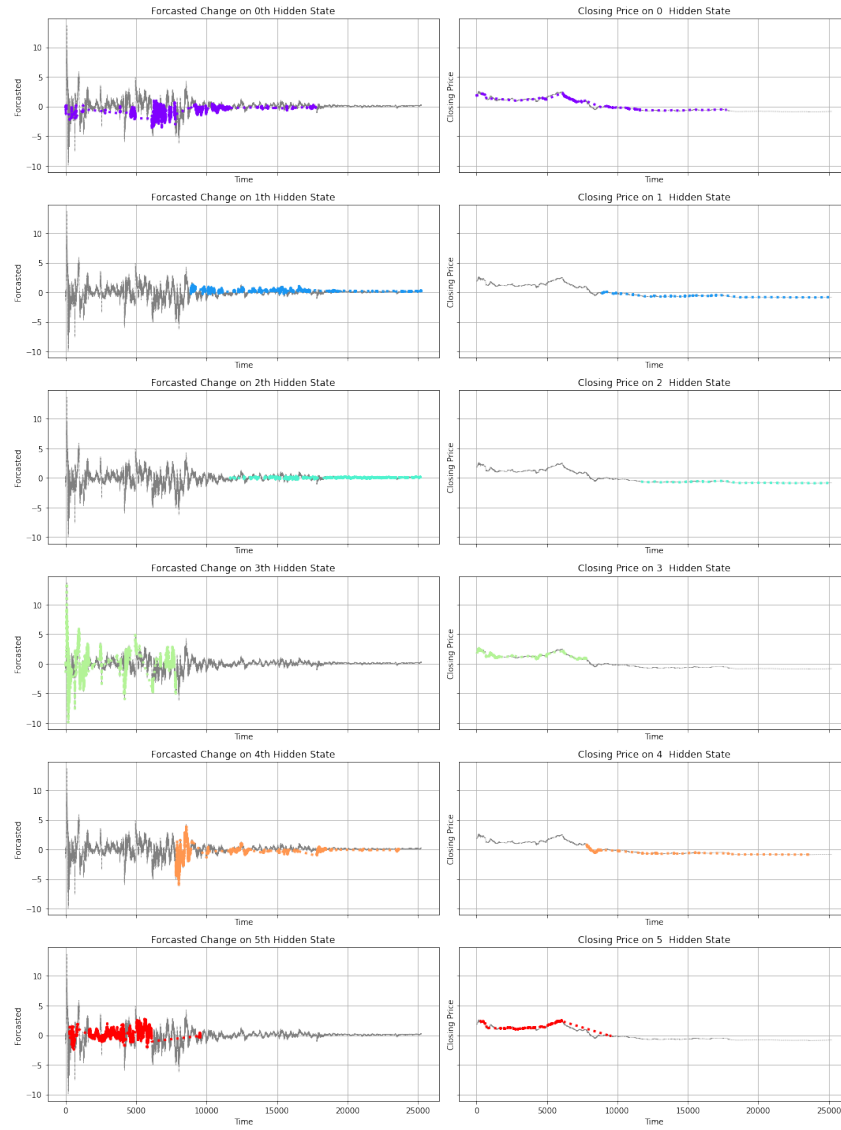 Forcasted Change on 0th Hidden State
Closing Price on 0 Hidden State
10
5
0
−5
−10
Forcasted
Closing Price
Time
Time
Forcasted Change on 1th Hidden State
Closing Price on 1 Hidden State
10
5
0
−5
−10
Forcasted
Closing Price
Time
Time
Forcasted Change on 2th Hidden State
Closing Price on 2 Hidden State
10
5
0
−5
−10
Forcasted
Closing Price
Time
Time
Forcasted Change on 3th Hidden State
Closing Price on 3 Hidden State
10
5
0
−5
−10
Forcasted
Closing Price
Time
Time
Forcasted Change on 4th Hidden State
Closing Price on 4 Hidden State
10
5
0
−5
−10
Forcasted
Closing Price
Time
Time
Forcasted Change on 5th Hidden State
Closing Price on 5 Hidden State
10
5
0
−5
−10
Forcasted
Closing Price
0 5000 10000 15000 20000 25000
0 5000 10000 15000 20000 25000
Time
Time